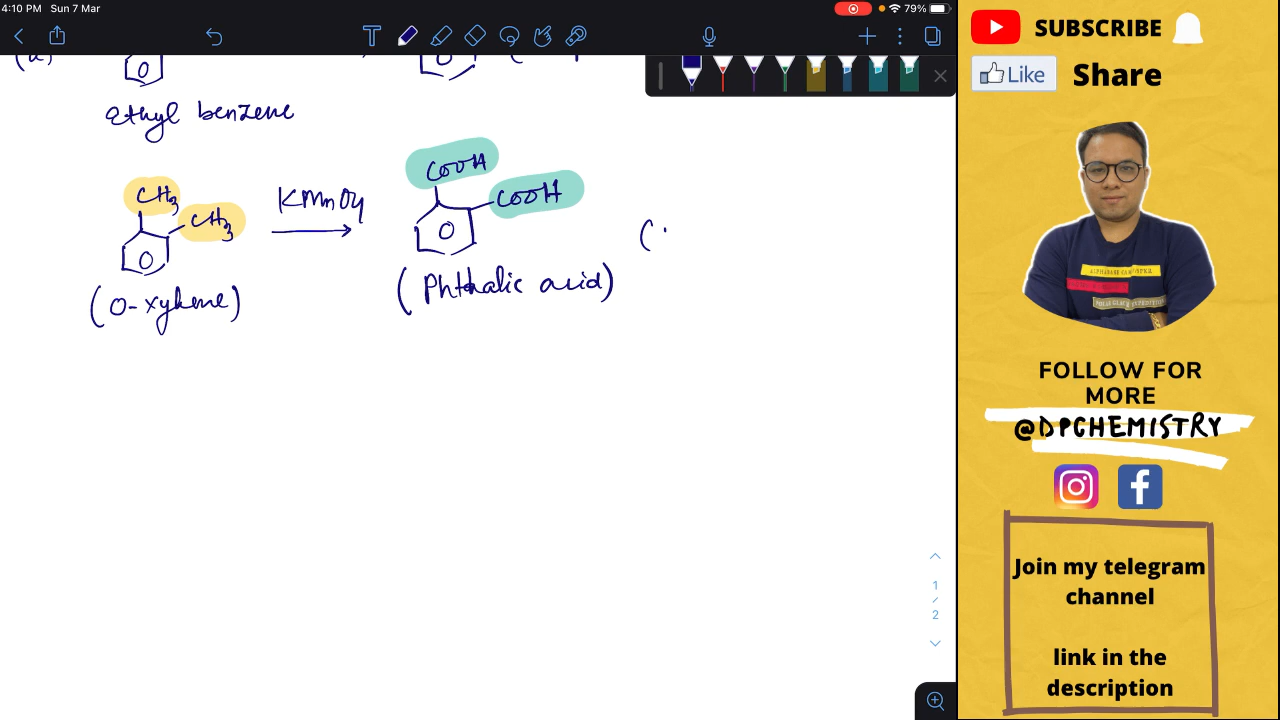 4:10 PM Sun 7 Mar
79%
ethyl benzene
CH3
CH3
KMnO4
COOH
COOH
(o-xylene)
(Phthalic acid)
(
1
/
2
SUBSCRIBE
Like
Share
FOLLOW FOR
MORE
@DPCHEMISTRY
Join my telegram
channel
link in the
description